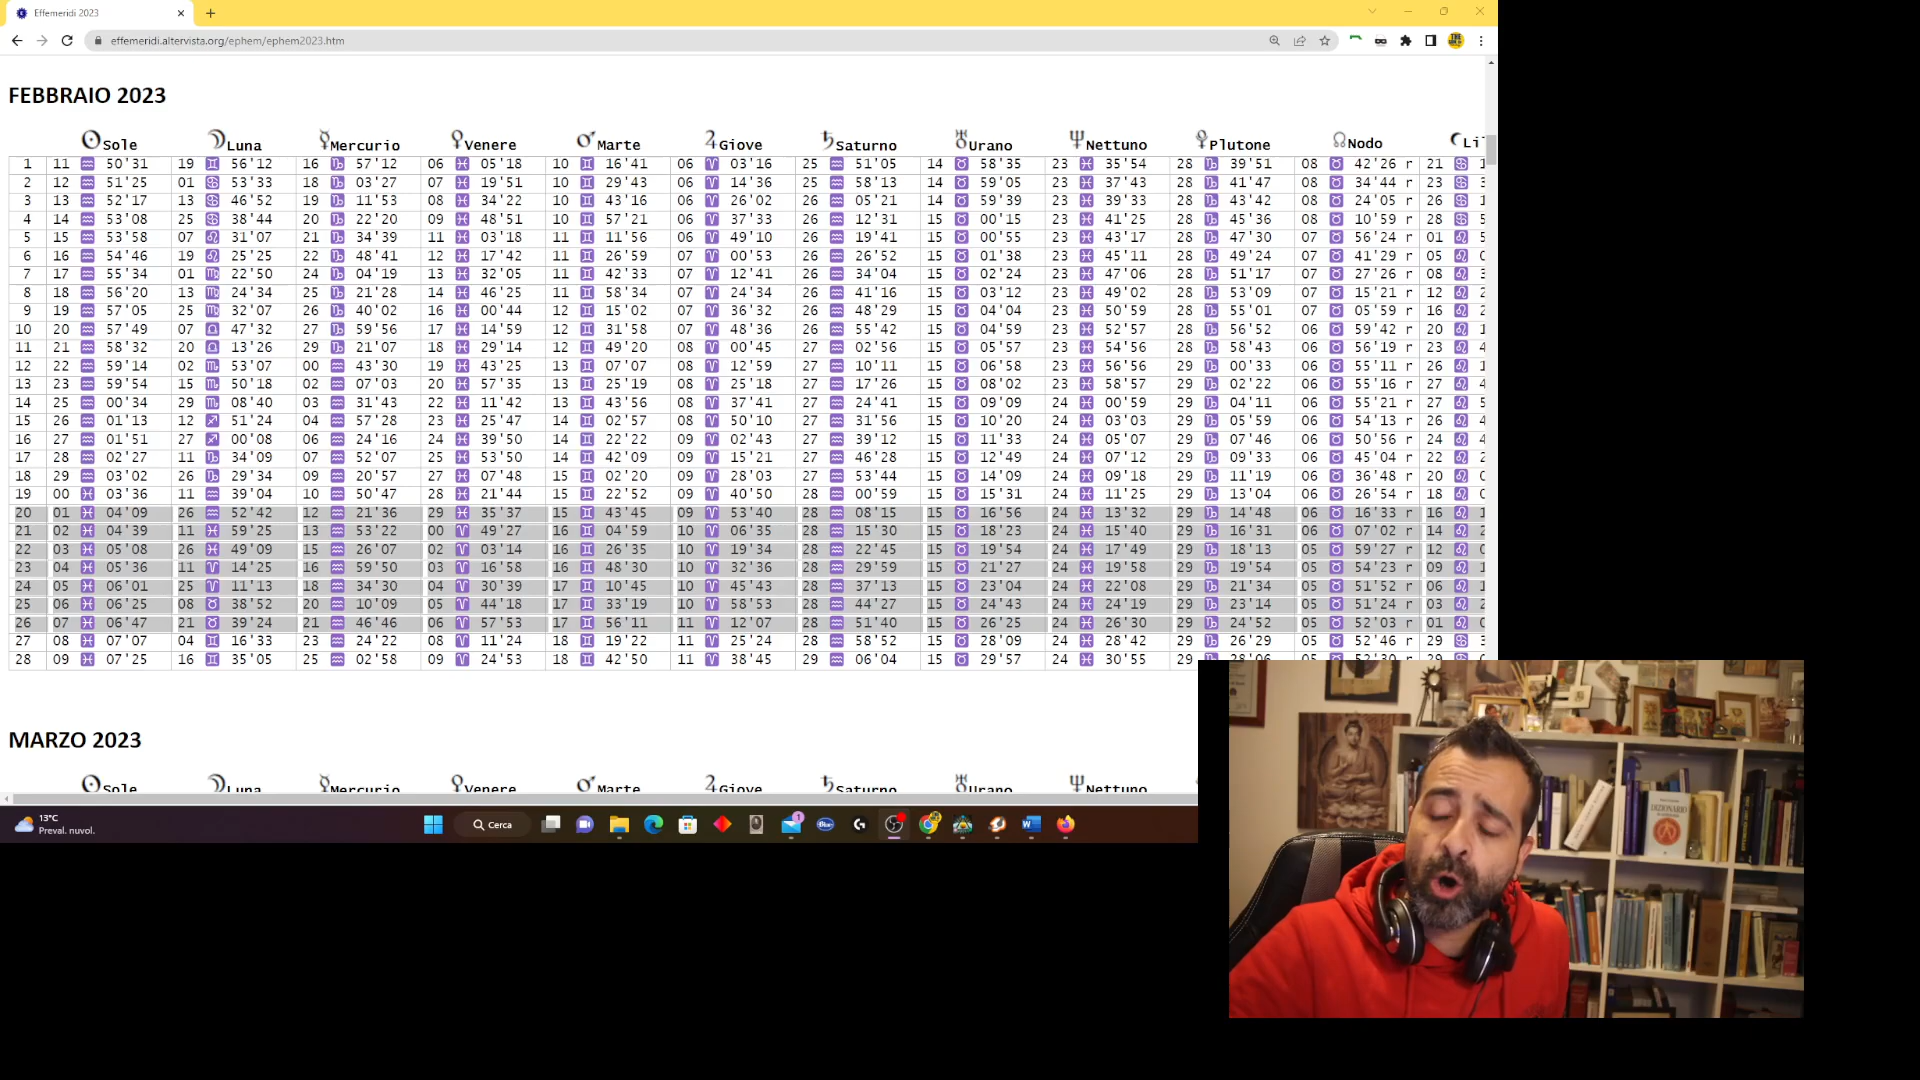 Effemeridi 2023
effemeridi.altervista.org/ephem/ephem2023.htm
FEBBRAIO 2023
☉Sole ☽Luna ☿Mercurio ♀Venere ♂Marte ♃Giove ♄Saturno ♅Urano ♆Nettuno Plutone ☊Nodo
1 11 ♒ 50'31 19 ♊ 56'12 16 ♑ 57'12 06 ♓ 05'18 10 ♊ 16'41 06 ♈ 03'16 25 ♒ 51'05 14 ♉ 58'35 23 ♓ 35'54 28 ♑ 39'51 08 ♉ 42'26 r 21 ♋ 1
2 12 ♒ 51'25 01 ♋ 53'33 18 ♑ 03'27 07 ♓ 19'51 10 ♊ 29'43 06 ♈ 14'36 25 ♒ 58'13 14 ♉ 59'05 23 ♓ 37'43 28 ♑ 41'47 08 ♉ 34'44 r 23 ♋ 3
3 13 ♒ 52'17 13 ♋ 46'52 19 ♑ 11'53 08 ♓ 34'22 10 ♊ 43'16 06 ♈ 26'02 26 ♒ 05'21 14 ♉ 59'39 23 ♓ 39'33 28 ♑ 43'42 08 ♉ 24'05 r 26 ♋ 1
4 14 ♒ 53'08 25 ♋ 38'44 20 ♑ 22'20 09 ♓ 48'51 10 ♊ 57'21 06 ♈ 37'33 26 ♒ 12'31 15 ♉ 00'15 23 ♓ 41'25 28 ♑ 45'36 08 ♉ 10'59 r 28 ♋ 5
5 15 ♒ 53'58 07 ♌ 31'07 21 ♑ 34'39 11 ♓ 03'18 11 ♊ 11'56 06 ♈ 49'10 26 ♒ 19'41 15 ♉ 00'55 23 ♓ 43'17 28 ♑ 47'30 07 ♉ 56'24 r 01 ♌ 5
6 16 ♒ 54'46 19 ♌ 25'25 22 ♑ 48'41 12 ♓ 17'42 11 ♊ 26'59 07 ♈ 00'53 26 ♒ 26'52 15 ♉ 01'38 23 ♓ 45'11 28 ♑ 49'24 07 ♉ 41'29 r 05 ♌ 0
7 17 ♒ 55'34 01 ♍ 22'50 24 ♑ 04'19 13 ♓ 32'05 11 ♊ 42'33 07 ♈ 12'41 26 ♒ 34'04 15 ♉ 02'24 23 ♓ 47'06 28 ♑ 51'17 07 ♉ 27'26 r 08 ♌ 3
8 18 ♒ 56'20 13 ♍ 24'34 25 ♑ 21'28 14 ♓ 46'25 11 ♊ 58'34 07 ♈ 24'34 26 ♒ 41'16 15 ♉ 03'12 23 ♓ 49'02 28 ♑ 53'09 07 ♉ 15'21 r 12 ♌ 2
9 19 ♒ 57'05 25 ♍ 32'07 26 ♑ 40'02 16 ♓ 00'44 12 ♊ 15'02 07 ♈ 36'32 26 ♒ 48'29 15 ♉ 04'04 23 ♓ 50'59 28 ♑ 55'01 07 ♉ 05'59 r 16 ♌ 2
10 20 ♒ 57'49 07 ♎ 47'32 27 ♑ 59'56 17 ♓ 14'59 12 ♊ 31'58 07 ♈ 48'36 26 ♒ 55'42 15 ♉ 04'59 23 ♓ 52'57 28 ♑ 56'52 06 ♉ 59'42 r 20 ♌ 1
11 21 ♒ 58'32 20 ♎ 13'26 29 ♑ 21'07 18 ♓ 29'14 12 ♊ 49'20 08 ♈ 00'45 27 ♒ 02'56 15 ♉ 05'57 23 ♓ 54'56 28 ♑ 58'43 06 ♉ 56'19 r 23 ♌ 4
12 22 ♒ 59'14 02 ♏ 53'07 00 ♒ 43'30 19 ♓ 43'25 13 ♊ 07'07 08 ♈ 12'59 27 ♒ 10'11 15 ♉ 06'58 23 ♓ 56'56 29 ♑ 00'33 06 ♉ 55'11 r 26 ♌ 1
13 23 ♒ 59'54 15 ♏ 50'18 02 ♒ 07'03 20 ♓ 57'35 13 ♊ 25'19 08 ♈ 25'18 27 ♒ 17'26 15 ♉ 08'02 23 ♓ 58'57 29 ♑ 02'22 06 ♉ 55'16 r 27 ♌ 4
14 25 ♒ 00'34 29 ♏ 08'40 03 ♒ 31'43 22 ♓ 11'42 13 ♊ 43'56 08 ♈ 37'41 27 ♒ 24'41 15 ♉ 09'09 24 ♓ 00'59 29 ♑ 04'11 06 ♉ 55'21 r 27 ♌ 5
15 26 ♒ 01'13 12 ♐ 51'24 04 ♒ 57'28 23 ♓ 25'47 14 ♊ 02'57 08 ♈ 50'10 27 ♒ 31'56 15 ♉ 10'20 24 ♓ 03'03 29 ♑ 05'59 06 ♉ 54'13 r 26 ♌ 4
16 27 ♒ 01'51 27 ♐ 00'08 06 ♒ 24'16 24 ♓ 39'50 14 ♊ 22'22 09 ♈ 02'43 27 ♒ 39'12 15 ♉ 11'33 24 ♓ 05'07 29 ♑ 07'46 06 ♉ 50'56 r 24 ♌ 4
17 28 ♒ 02'27 11 ♑ 34'09 07 ♒ 52'07 25 ♓ 53'50 14 ♊ 42'09 09 ♈ 15'21 27 ♒ 46'28 15 ♉ 12'49 24 ♓ 07'12 29 ♑ 09'33 06 ♉ 45'04 r 22 ♌ 2
18 29 ♒ 03'02 26 ♑ 29'34 09 ♒ 20'57 27 ♓ 07'48 15 ♊ 02'20 09 ♈ 28'03 27 ♒ 53'44 15 ♉ 14'09 24 ♓ 09'18 29 ♑ 11'19 06 ♉ 36'48 r 20 ♌ 0
19 00 ♓ 03'36 11 ♒ 39'04 10 ♒ 50'47 28 ♓ 21'44 15 ♊ 22'52 09 ♈ 40'50 28 ♒ 00'59 15 ♉ 15'31 24 ♓ 11'25 29 ♑ 13'04 06 ♉ 26'54 r 18 ♌ 0
20 01 ♓ 04'09 26 ♒ 52'42 12 ♒ 21'36 29 ♓ 35'37 15 ♊ 43'45 09 ♈ 53'40 28 ♒ 08'15 15 ♉ 16'56 24 ♓ 13'32 29 ♑ 14'48 06 ♉ 16'33 r 16 ♌ 1
21 02 ♓ 04'39 11 ♓ 59'25 13 ♒ 53'22 00 ♈ 49'27 16 ♊ 04'59 10 ♈ 06'35 28 ♒ 15'30 15 ♉ 18'23 24 ♓ 15'40 29 ♑ 16'31 06 ♉ 07'02 r 14 ♌ 2
22 03 ♓ 05'08 26 ♓ 49'09 15 ♒ 26'07 02 ♈ 03'14 16 ♊ 26'35 10 ♈ 19'34 28 ♒ 22'45 15 ♉ 19'54 24 ♓ 17'49 29 ♑ 18'13 05 ♉ 59'27 r 12 ♌ 0
23 04 ♓ 05'36 11 ♈ 14'25 16 ♒ 59'50 03 ♈ 16'58 16 ♊ 48'30 10 ♈ 32'36 28 ♒ 29'59 15 ♉ 21'27 24 ♓ 19'58 29 ♑ 19'54 05 ♉ 54'23 r 09 ♌ 1
24 05 ♓ 06'01 25 ♈ 11'13 18 ♒ 34'30 04 ♈ 30'39 17 ♊ 10'45 10 ♈ 45'43 28 ♒ 37'13 15 ♉ 23'04 24 ♓ 22'08 29 ♑ 21'34 05 ♉ 51'52 r 06 ♌ 1
25 06 ♓ 06'25 08 ♉ 38'52 20 ♒ 10'09 05 ♈ 44'18 17 ♊ 33'19 10 ♈ 58'53 28 ♒ 44'27 15 ♉ 24'43 24 ♓ 24'19 29 ♑ 23'14 05 ♉ 51'24 r 03 ♌ 2
26 07 ♓ 06'47 21 ♉ 39'24 21 ♒ 46'46 06 ♈ 57'53 17 ♊ 56'11 11 ♈ 12'07 28 ♒ 51'40 15 ♉ 26'25 24 ♓ 26'30 29 ♑ 24'52 05 ♉ 52'03 r 01 ♌ 0
27 08 ♓ 07'07 04 ♊ 16'33 23 ♒ 24'22 08 ♈ 11'24 18 ♊ 19'22 11 ♈ 25'24 28 ♒ 58'52 15 ♉ 28'09 24 ♓ 28'42 29 ♑ 26'29 05 ♉ 52'46 r 29 ♋ 3
28 09 ♓ 07'25 16 ♊ 35'05 25 ♒ 02'58 09 ♈ 24'53 18 ♊ 42'50 11 ♈ 38'45 29 ♒ 06'04 15 ♉ 29'57 24 ♓ 30'55 29 ♑ 28'06 05 ♉ 52'30 r 29 ♋
MARZO 2023
☉Sole ☽Luna ☿Mercurio ♀Venere ♂Marte ♃Giove ♄Saturno ♅Urano ♆Nettuno
13°C
Preval. nuvol.
Cerca
DIZIONARIO